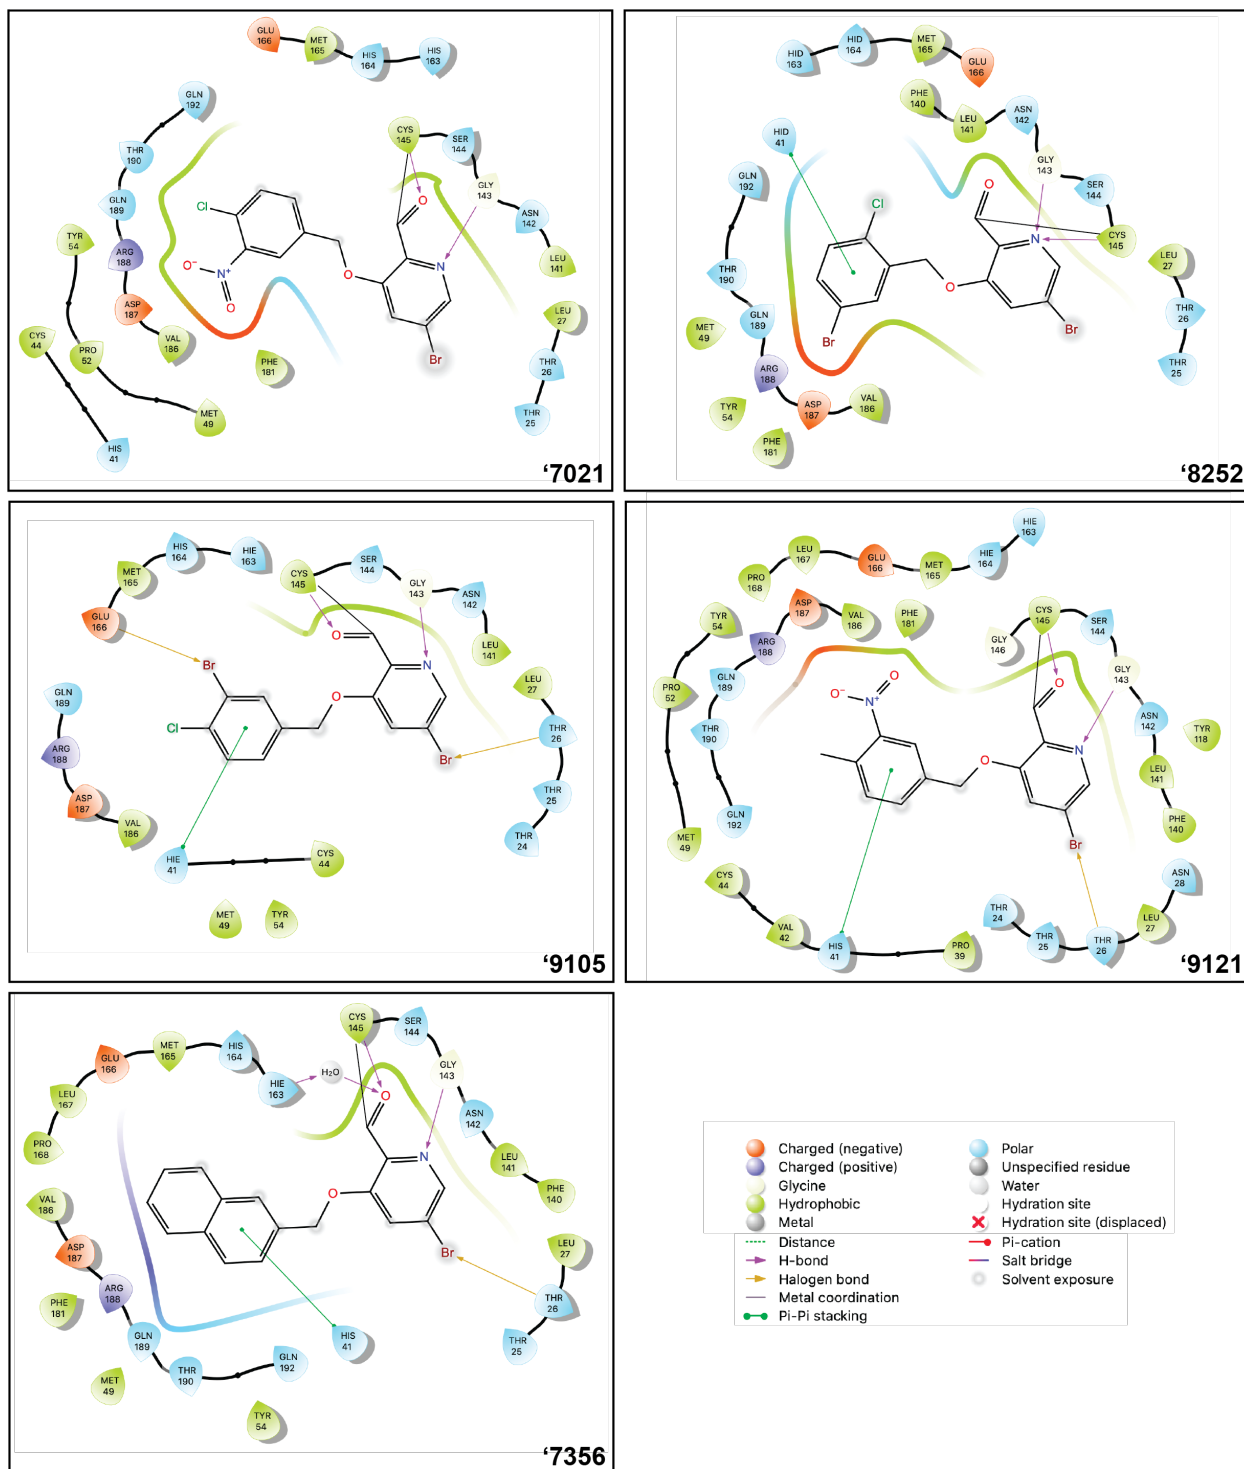 GLU 166
MET 165
HIS 164
HIS 163
GLN 192
THR 190
GLN 189
ARG 188
ASP 187
VAL 186
TYR 54
CYS 44
PRO 52
MET 49
HIS 41
PHE 181
CYS 145
SER 144
GLY 143
ASN 142
LEU 141
LEU 27
THR 26
THR 25
Cl
O⁻
N⁺
O
O
O
N
Br
‘7021
HID 163
HID 164
MET 165
GLU 166
PHE 140
LEU 141
ASN 142
GLY 143
SER 144
CYS 145
HID 41
GLN 192
THR 190
GLN 189
ARG 188
ASP 187
VAL 186
MET 49
TYR 54
PHE 181
LEU 27
THR 26
THR 25
Cl
Br
O
O
N
Br
‘8252
HIS 164
HIE 163
MET 165
GLU 166
CYS 145
SER 144
GLY 143
ASN 142
LEU 141
LEU 27
THR 26
THR 25
THR 24
GLN 189
ARG 188
ASP 187
VAL 186
HIE 41
CYS 44
MET 49
TYR 54
Br
Cl
O
O
N
Br
‘9105
HIE 163
HIE 164
MET 165
GLU 166
LEU 167
PRO 168
TYR 54
ASP 187
VAL 186
PHE 181
ARG 188
GLN 189
THR 190
GLN 192
PRO 52
MET 49
CYS 44
VAL 42
HIS 41
PRO 39
GLY 146
CYS 145
SER 144
GLY 143
ASN 142
TYR 118
LEU 141
PHE 140
ASN 28
LEU 27
THR 26
THR 25
THR 24
O⁻
N⁺
O
O
O
N
Br
‘9121
CYS 145
SER 144
GLY 143
ASN 142
LEU 141
PHE 140
LEU 27
THR 26
THR 25
HIE 163
H₂O
HIS 164
MET 165
GLU 166
LEU 167
PRO 168
VAL 186
ASP 187
ARG 188
PHE 181
GLN 189
THR 190
GLN 192
HIS 41
MET 49
TYR 54
O
O
N
Br
‘7356
Charged (negative)
Charged (positive)
Glycine
Hydrophobic
Metal
Distance
H-bond
Halogen bond
Metal coordination
Pi-Pi stacking
Polar
Unspecified residue
Water
Hydration site
Hydration site (displaced)
Pi-cation
Salt bridge
Solvent exposure